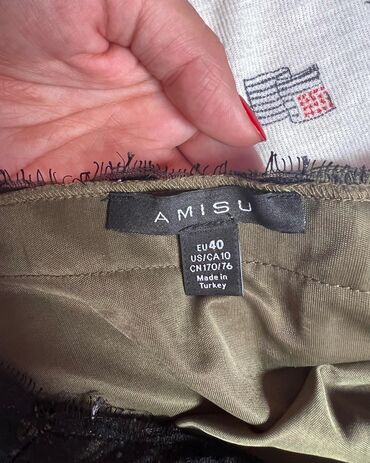 AMISU
EU 40
US/CA 10
CN 170/76
Made in
Turkey